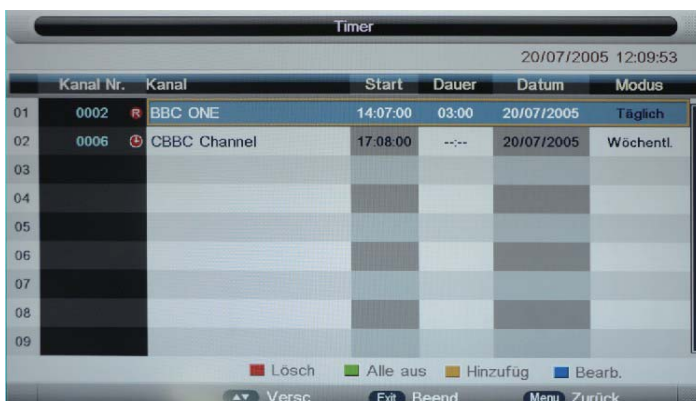 Timer
20/07/2005 12:09:53
Kanal Nr. Kanal Start Dauer Datum Modus
01 0002 R BBC ONE 14:07:00 03:00 20/07/2005 Täglich
02 0006 CBBC Channel 17:08:00 --:-- 20/07/2005 Wöchentl.
03
04
05
06
07
08
09
Lösch Alle aus Hinzufüg Bearb.
Versc Exit Beend Menu Zurück